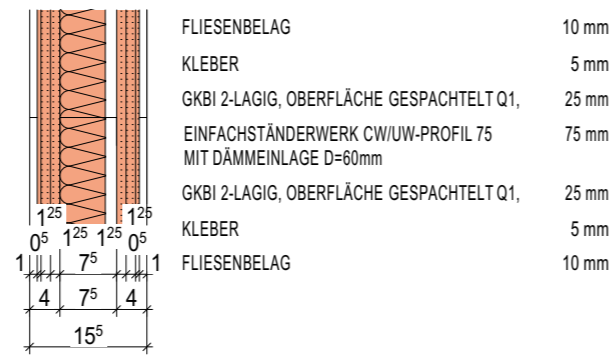 FLIESENBELAG 10 mm
KLEBER 5 mm
GKBI 2-LAGIG, OBERFLÄCHE GESPACHTELT Q1, 25 mm
EINFACHSTÄNDERWERK CW/UW-PROFIL 75 75 mm
MIT DÄMMEINLAGE D=60mm
GKBI 2-LAGIG, OBERFLÄCHE GESPACHTELT Q1, 25 mm
KLEBER 5 mm
FLIESENBELAG 10 mm
1²⁵ 1²⁵
0⁵ 1²⁵ 1²⁵ 0⁵
1 7⁵ 1
4 7⁵ 4
15⁵